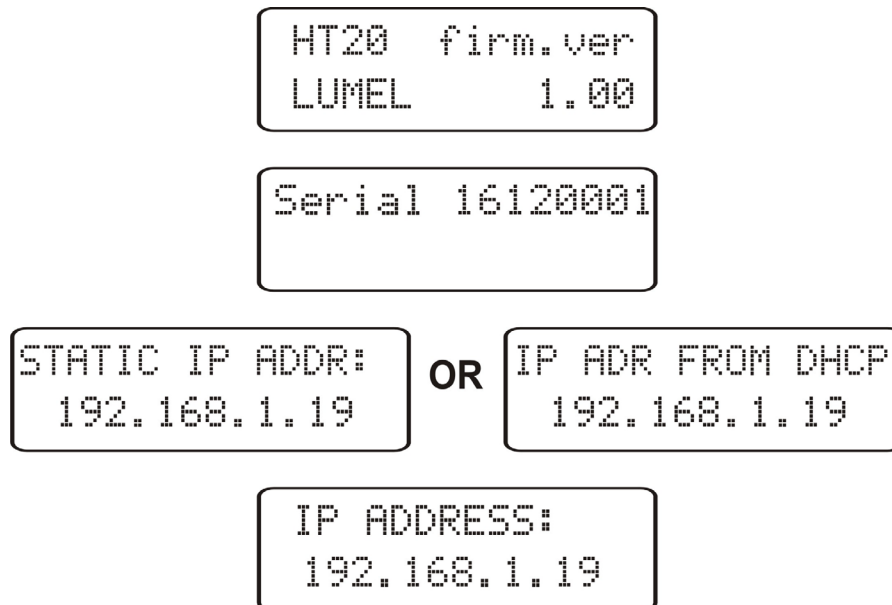 HT20 firm.ver
LUMEL 1.00
Serial 16120001
STATIC IP ADDR:
192.168.1.19
OR
IP ADR FROM DHCP
192.168.1.19
IP ADDRESS:
192.168.1.19